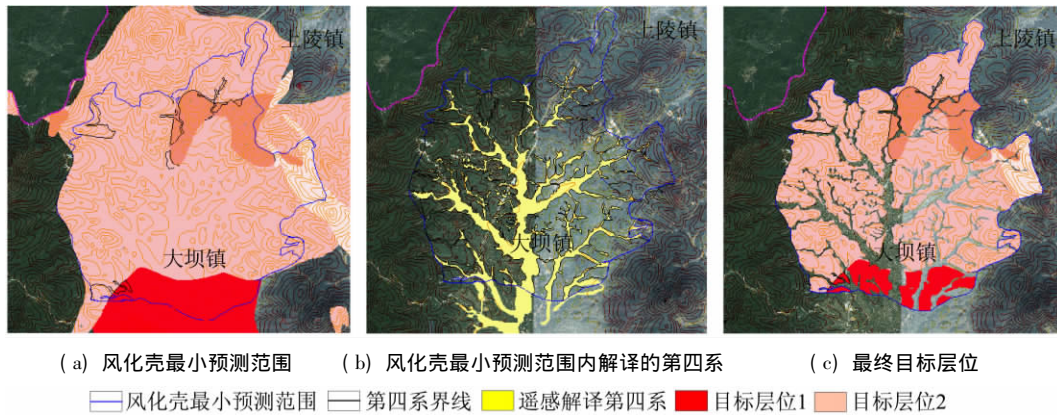 上陵镇
大坝镇
上陵镇
大坝镇
上陵镇
大坝镇
( a) 风化壳最小预测范围
( b) 风化壳最小预测范围内解译的第四系
( c) 最终目标层位
风化壳最小预测范围 第四系界线 遥感解译第四系 目标层位1 目标层位2